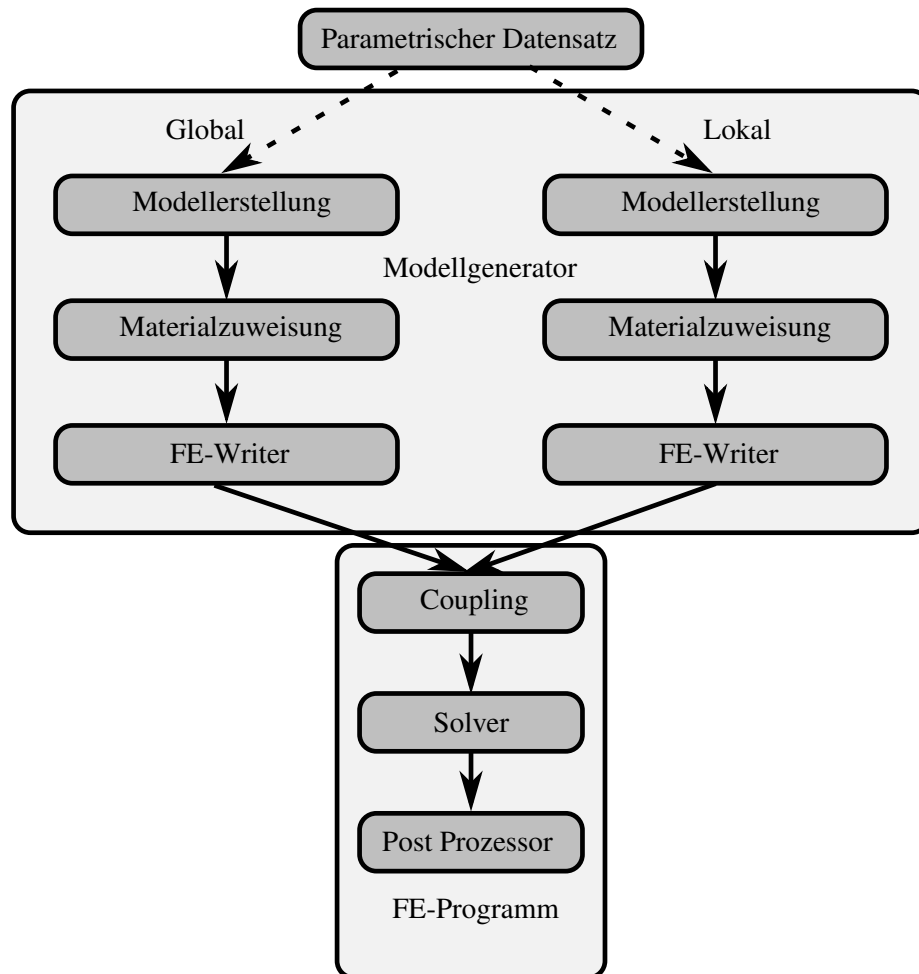 Parametrischer Datensatz
Global
Lokal
Modellerstellung
Modellerstellung
Modellgenerator
Materialzuweisung
Materialzuweisung
FE-Writer
FE-Writer
Coupling
Solver
Post Prozessor
FE-Programm